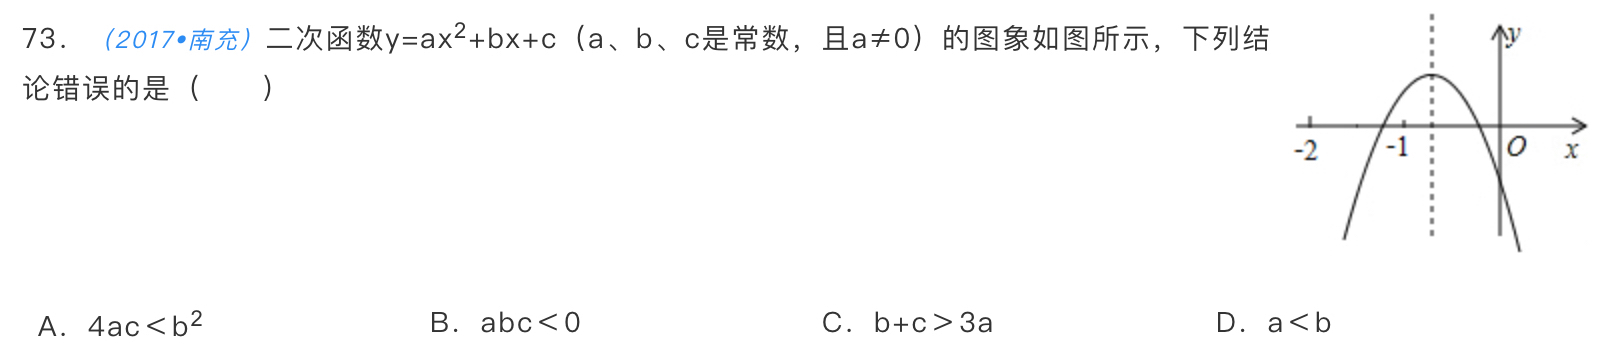 73. （2017•南充）二次函数y=ax²+bx+c（a、b、c是常数，且a≠0）的图象如图所示，下列结
论错误的是（　　）
y
-2 -1 O x
A. 4ac＜b² B. abc＜0 C. b+c＞3a D. a＜b